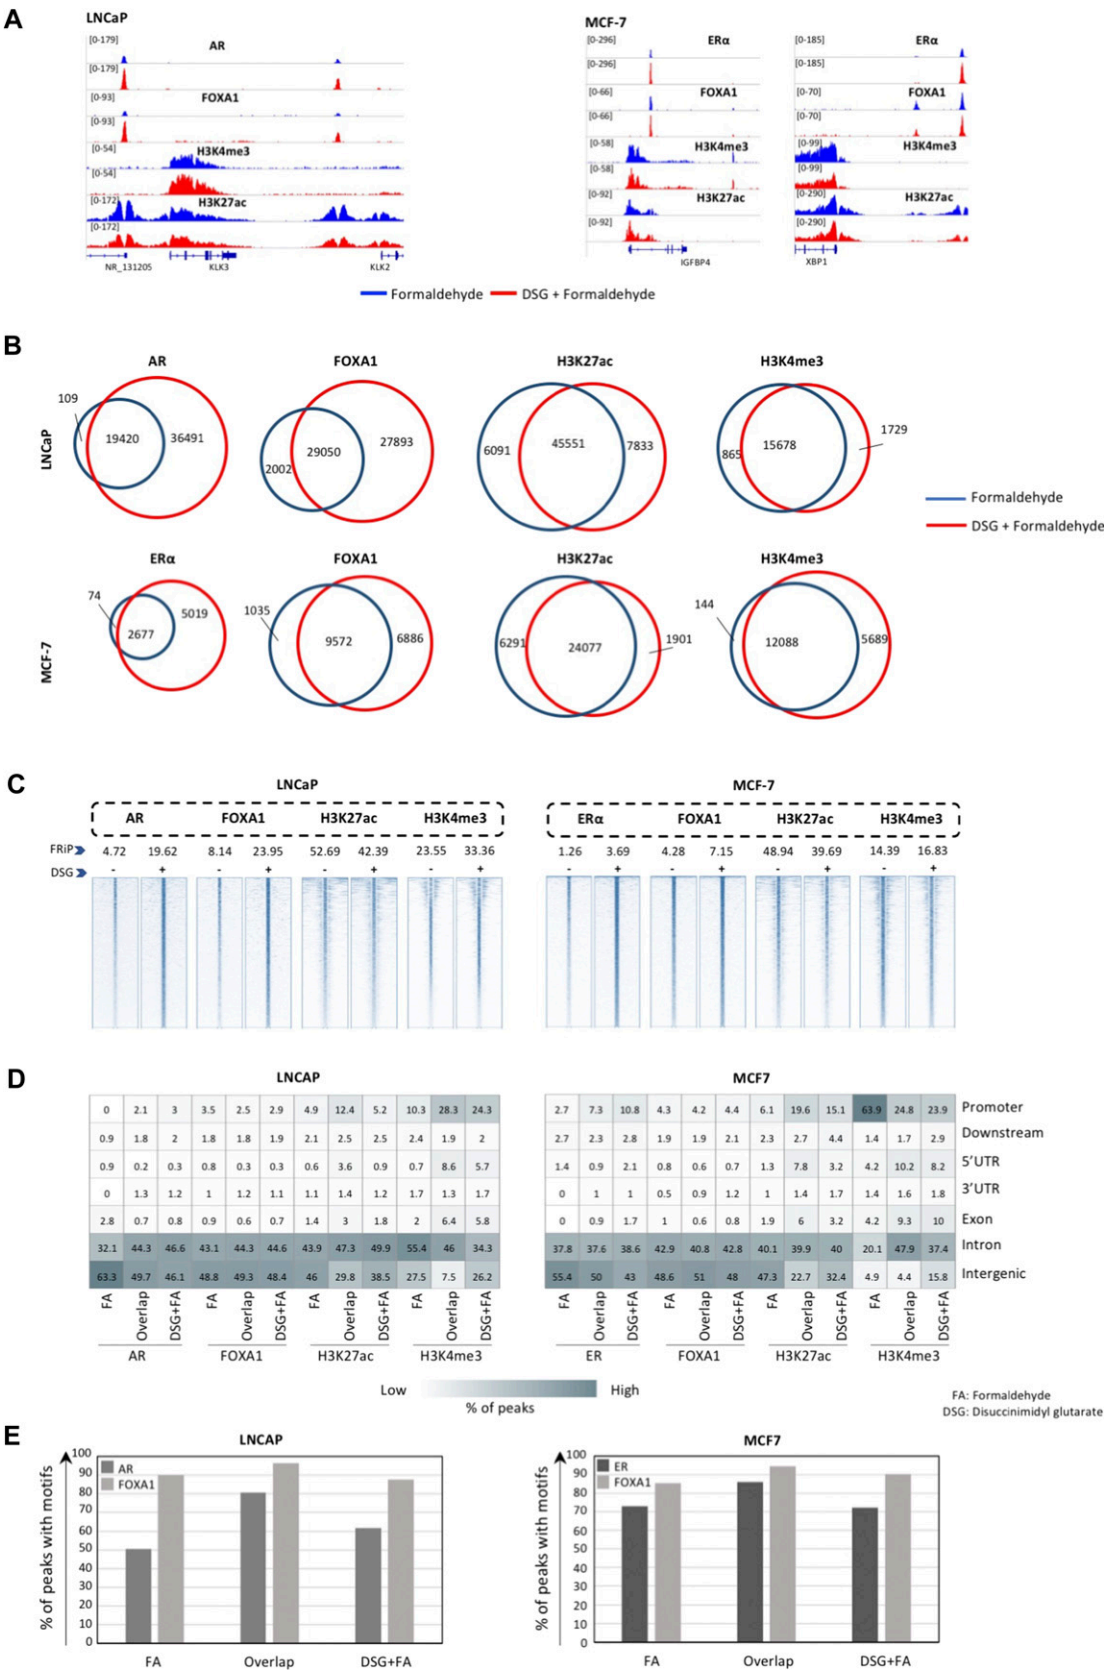 A
LNCaP
MCF-7
[0-179]
AR
[0-179]
[0-93]
FOXA1
[0-93]
[0-54]
H3K4me3
[0-54]
[0-172]
H3K27ac
[0-172]
NR_131205
KLK3
KLK2
[0-296]
ERα
[0-296]
[0-66]
FOXA1
[0-66]
[0-58]
H3K4me3
[0-58]
[0-92]
H3K27ac
[0-92]
IGFBP4
[0-185]
ERα
[0-185]
[0-70]
FOXA1
[0-70]
[0-99]
H3K4me3
[0-99]
[0-290]
H3K27ac
[0-290]
XBP1
Formaldehyde DSG + Formaldehyde
B
AR FOXA1 H3K27ac H3K4me3
LNCaP
109 19420 36491
2002 29050 27893
6091 45551 7833
865 15678 1729
Formaldehyde
DSG + Formaldehyde
ERα FOXA1 H3K27ac H3K4me3
MCF-7
74 2677 5019
1035 9572 6886
6291 24077 1901
144 12088 5689
C
LNCaP MCF-7
AR FOXA1 H3K27ac H3K4me3 ERα FOXA1 H3K27ac H3K4me3
FRiP 4.72 19.62 8.14 23.95 52.69 42.39 23.55 33.36 1.26 3.69 4.28 7.15 48.94 39.69 14.39 16.83
DSG - + - + - + - + - + - + - + - +
D
LNCAP MCF7
0 2.1 3 3.5 2.5 2.9 4.9 12.4 5.2 10.3 28.3 24.3 2.7 7.3 10.8 4.3 4.2 4.4 6.1 19.6 15.1 63.9 24.8 23.9 Promoter
0.9 1.8 2 1.8 1.8 1.9 2.1 2.5 2.5 2.4 1.9 2 2.7 2.3 2.8 1.9 1.9 2.1 2.3 2.7 4.4 1.4 1.7 2.9 Downstream
0.9 0.2 0.3 0.8 0.3 0.3 0.6 3.6 0.9 0.7 8.6 5.7 1.4 0.9 2.1 0.8 0.6 0.7 1.3 7.8 3.2 4.2 10.2 8.2 5'UTR
0 1.3 1.2 1 1.2 1.1 1.1 1.4 1.2 1.7 1.3 1.7 0 1 1 0.5 0.9 1.2 1 1.4 1.7 1.4 1.6 1.8 3'UTR
2.8 0.7 0.8 0.9 0.6 0.7 1.4 3 1.8 2 6.4 5.8 0 0.9 1.7 1 0.6 0.8 1.9 6 3.2 4.2 9.3 10 Exon
32.1 44.3 46.6 43.1 44.3 44.6 43.9 47.3 49.9 55.4 46 34.3 37.8 37.6 38.6 42.9 40.8 42.8 40.1 39.9 40 20.1 47.9 37.4 Intron
63.3 49.7 46.1 48.8 49.3 48.4 46 29.8 38.5 27.5 7.5 26.2 55.4 50 43 48.6 51 48 47.3 22.7 32.4 4.9 4.4 15.8 Intergenic
FA Overlap DSG+FA FA Overlap DSG+FA FA Overlap DSG+FA FA Overlap DSG+FA FA Overlap DSG+FA FA Overlap DSG+FA FA Overlap DSG+FA FA Overlap DSG+FA
AR FOXA1 H3K27ac H3K4me3 ER FOXA1 H3K27ac H3K4me3
Low High
% of peaks
FA: Formaldehyde
DSG: Disuccinimidyl glutarate
E
LNCAP
% of peaks with motifs
100
90
80
70
60
50
40
30
20
10
0
AR
FOXA1
FA Overlap DSG+FA
MCF7
% of peaks with motifs
100
90
80
70
60
50
40
30
20
10
0
ER
FOXA1
FA Overlap DSG+FA